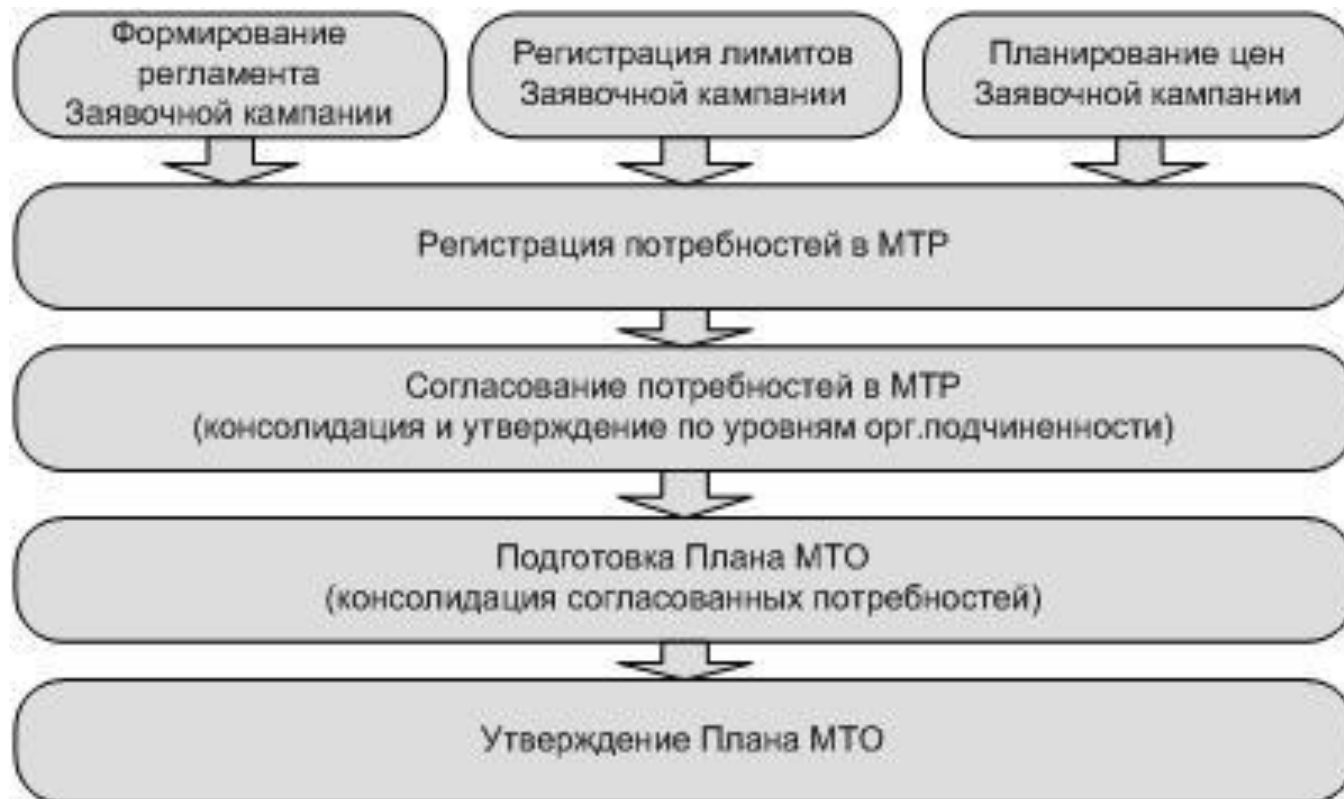 Формирование
регламента
Заявочной кампании
Регистрация лимитов
Заявочной кампании
Планирование цен
Заявочной кампании
Регистрация потребностей в МТР
Согласование потребностей в МТР
(консолидация и утверждение по уровням орг.подчиненности)
Подготовка Плана МТО
(консолидация согласованных потребностей)
Утверждение Плана МТО